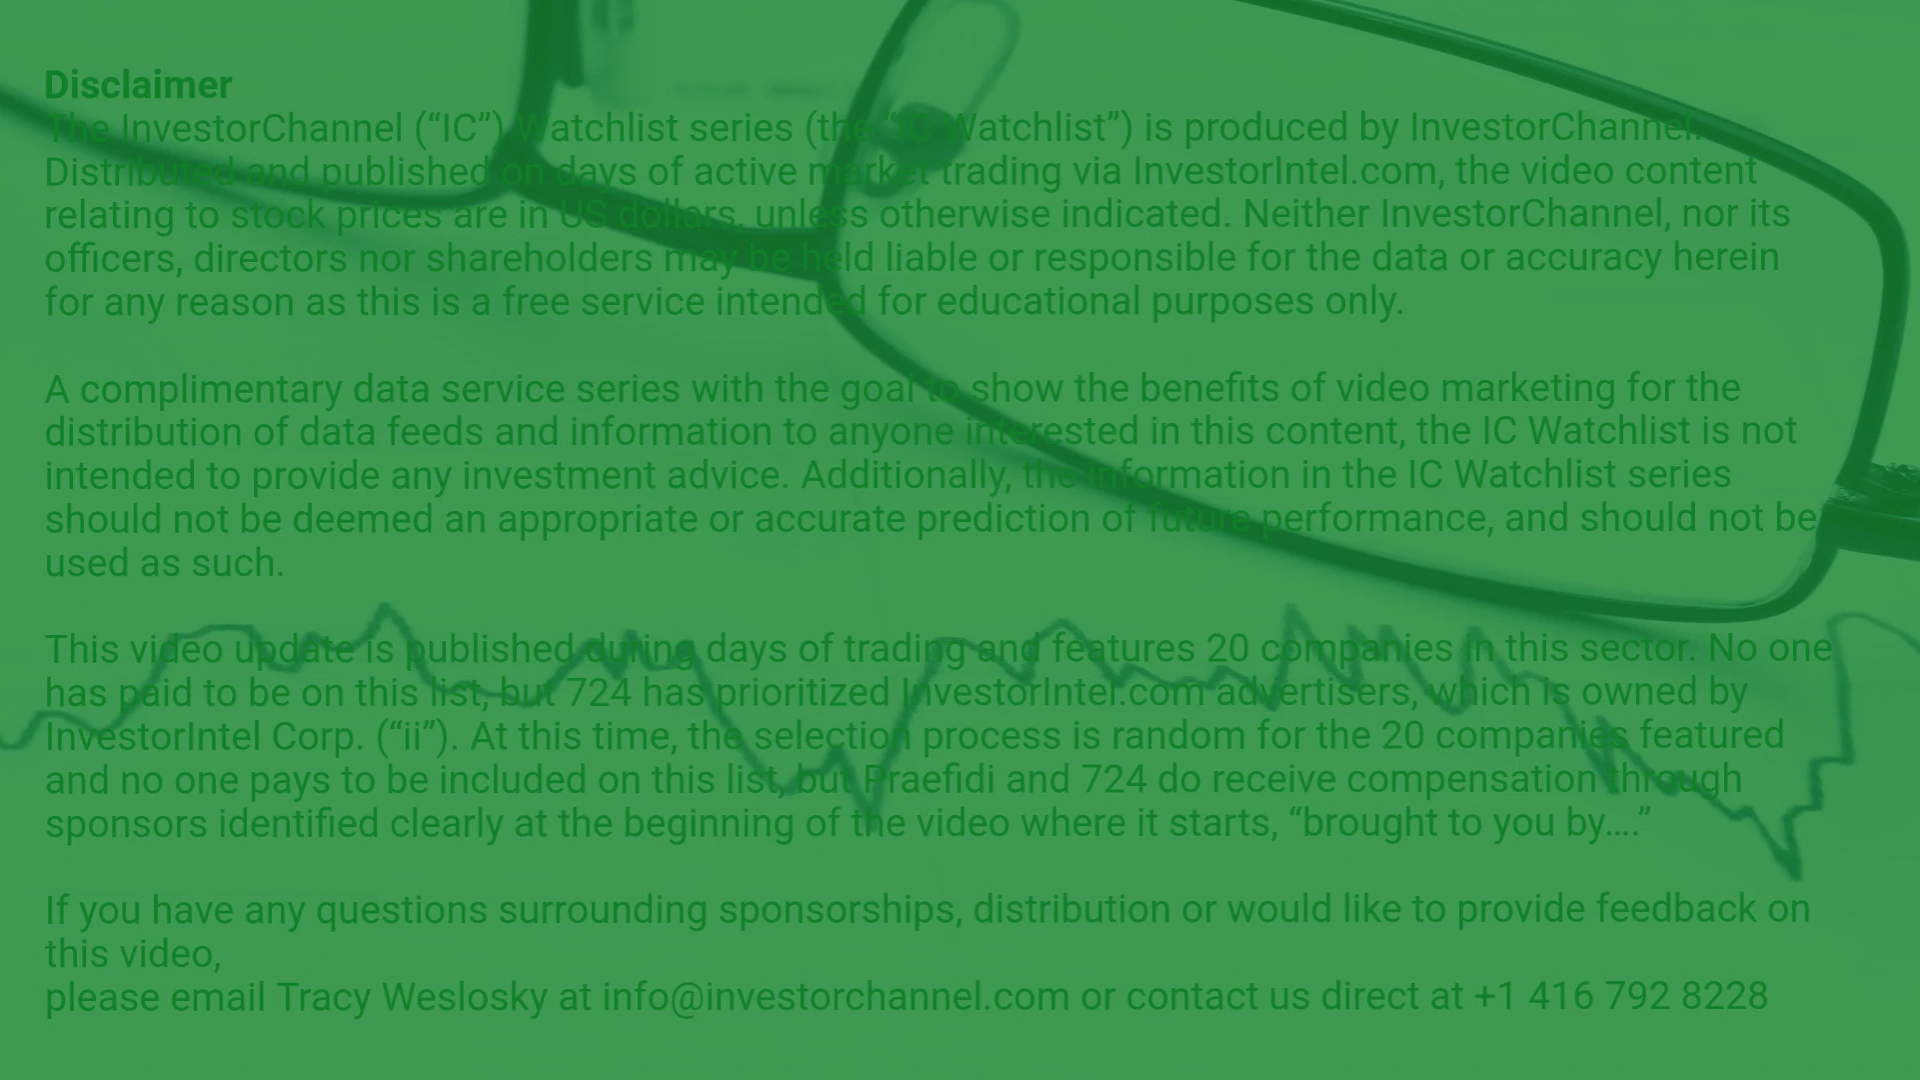 Disclaimer
The InvestorChannel (“IC”) Watchlist series (the “IC Watchlist”) is produced by InvestorChannel.
Distributed and published on days of active market trading via InvestorIntel.com, the video content
relating to stock prices are in US dollars, unless otherwise indicated. Neither InvestorChannel, nor its
officers, directors nor shareholders may be held liable or responsible for the data or accuracy herein
for any reason as this is a free service intended for educational purposes only.
A complimentary data service series with the goal to show the benefits of video marketing for the
distribution of data feeds and information to anyone interested in this content, the IC Watchlist is not
intended to provide any investment advice. Additionally, the information in the IC Watchlist series
should not be deemed an appropriate or accurate prediction of future performance, and should not be
used as such.
This video update is published during days of trading and features 20 companies in this sector. No one
has paid to be on this list, but 724 has prioritized InvestorIntel.com advertisers, which is owned by
InvestorIntel Corp. (“ii”). At this time, the selection process is random for the 20 companies featured
and no one pays to be included on this list, but Praefidi and 724 do receive compensation through
sponsors identified clearly at the beginning of the video where it starts, “brought to you by….”
If you have any questions surrounding sponsorships, distribution or would like to provide feedback on
this video,
please email Tracy Weslosky at info@investorchannel.com or contact us direct at +1 416 792 8228